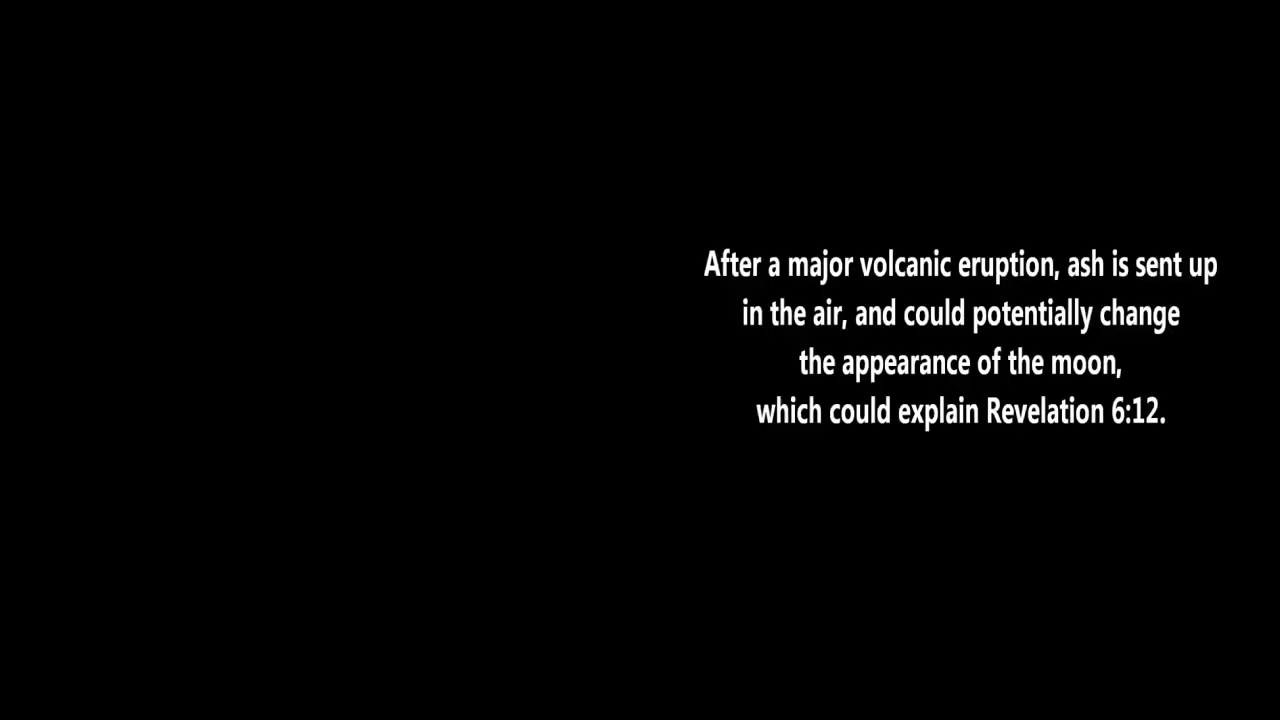 After a major volcanic eruption, ash is sent up
in the air, and could potentially change
the appearance of the moon,
which could explain Revelation 6:12.